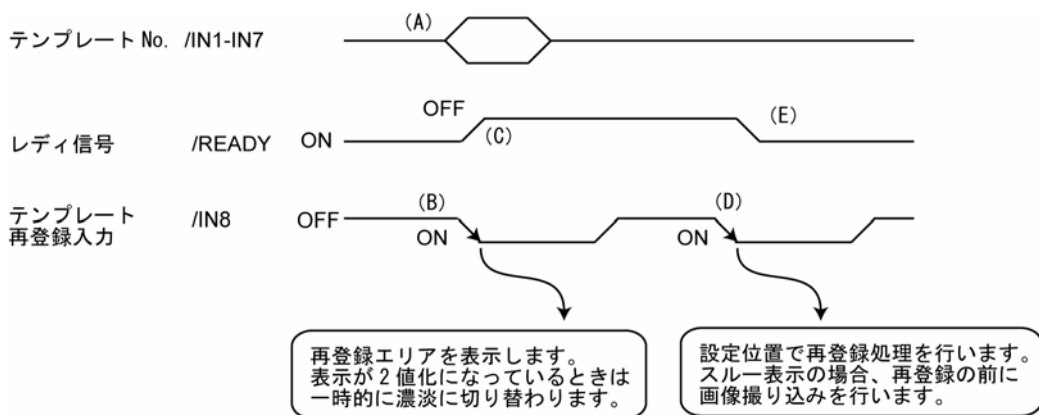 テンプレート No. /IN1-IN7
(A)
レディ信号 /READY ON
OFF
(C)
(E)
テンプレート
再登録入力
/IN8 OFF
ON
(B)
ON
(D)
再登録エリアを表示します。
表示が2値化になっているときは
一時的に濃淡に切り替わります。
設定位置で再登録処理を行います。
スルー表示の場合、再登録の前に
画像撮り込みを行います。